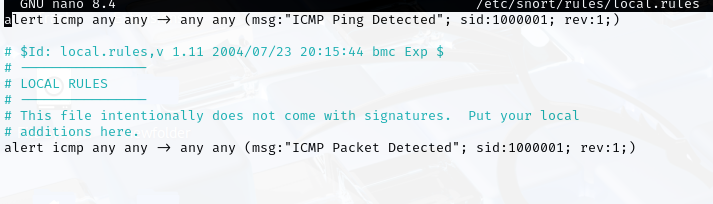 GNU nano 8.4 /etc/snort/rules/local.rules
alert icmp any any -> any any (msg:"ICMP Ping Detected"; sid:1000001; rev:1;)
# $Id: local.rules,v 1.11 2004/07/23 20:15:44 bmc Exp $
# ----------------
# LOCAL RULES
# ----------------
# This file intentionally does not come with signatures.  Put your local
# additions here.
alert icmp any any -> any any (msg:"ICMP Packet Detected"; sid:1000001; rev:1;)